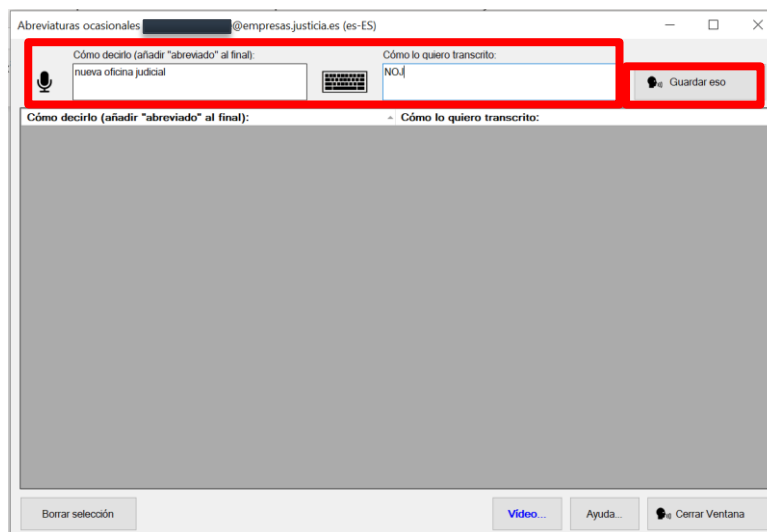 Abreviaturas ocasionales @empresas.justicia.es (es-ES)
Cómo decirlo (añadir "abreviado" al final): Cómo lo quiero transcrito:
nueva oficina judicial NOJ Guardar eso
Cómo decirlo (añadir "abreviado" al final): Cómo lo quiero transcrito:
Borrar selección Vídeo... Ayuda... Cerrar Ventana